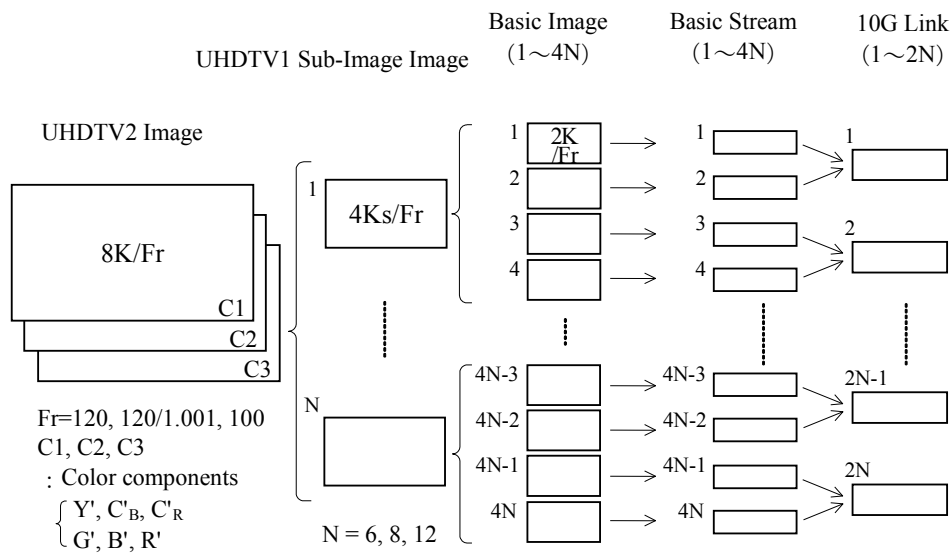 Basic Image
(1～4N)
Basic Stream
(1～4N)
10G Link
(1～2N)
UHDTV1 Sub-Image Image
UHDTV2 Image
8K/Fr
C1
C2
C3
Fr=120, 120/1.001, 100
C1, C2, C3
: Color components
Y', C'B, C'R
G', B', R'
1
4Ks/Fr
N
N = 6, 8, 12
1
2K
/Fr
2
3
4
4N-3
4N-2
4N-1
4N
1
2
3
4
4N-3
4N-2
4N-1
4N
1
2
2N-1
2N